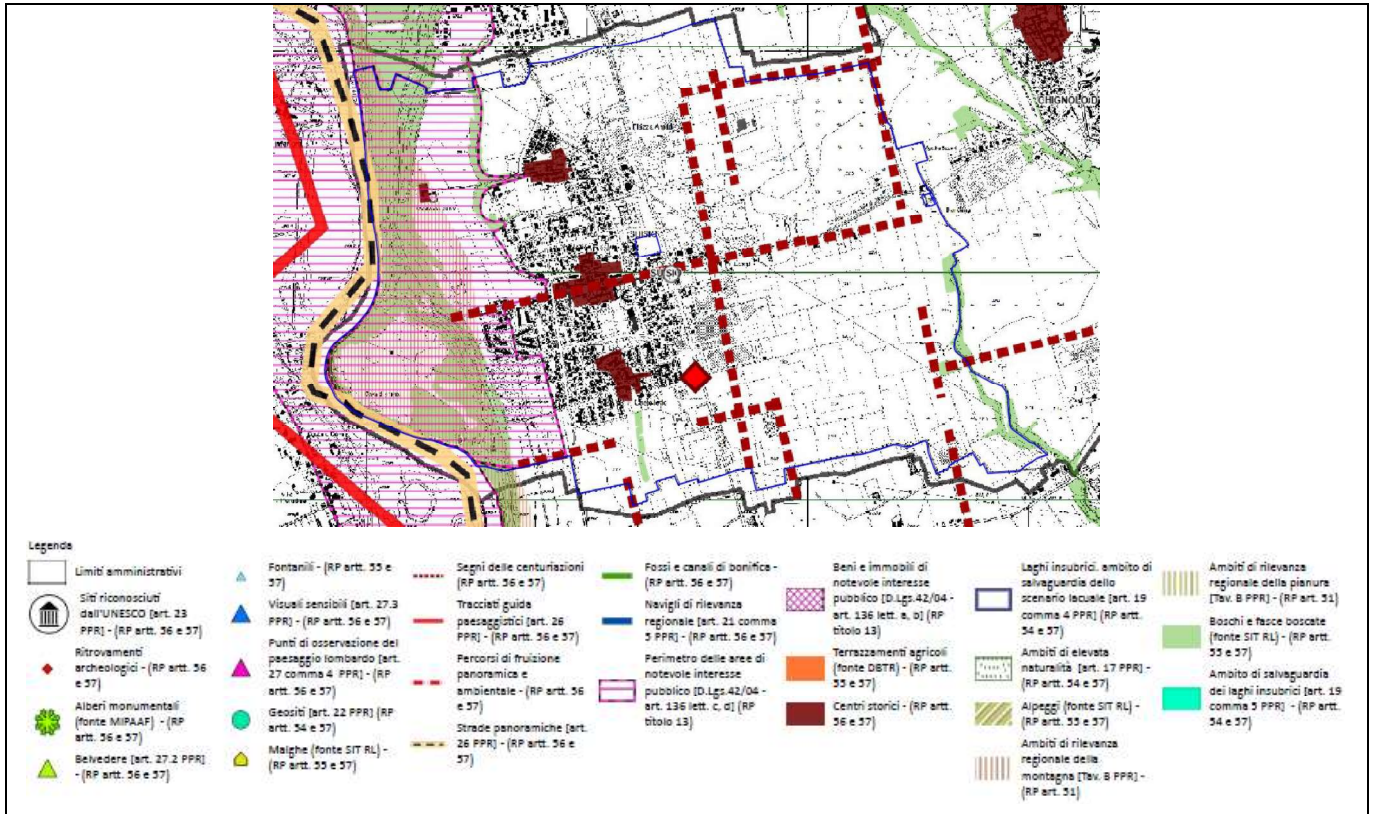 CHIGNOLO D
Legenda
Limiti amministrativi
Siti riconosciuti
dall'UNESCO [art. 23
PPR] - (RP artt. 56 e 57)
Ritrovamenti
archeologici - (RP artt. 56
e 57)
Alberi monumentali
(fonte MIPAAF) - (RP
artt. 56 e 57)
Belvedere [art. 27.2 PPR]
- (RP artt. 56 e 57)
Fontanili - (RP artt. 55 e
57)
Visuali sensibili [art. 27.3
PPR] - (RP artt. 56 e 57)
Punti di osservazione del
paesaggio lombardo [art.
27 comma 4 PPR] - (RP
artt. 56 e 57)
Geositi [art. 22 PPR] (RP
artt. 54 e 57)
Malghe (fonte SIT RL) -
(RP artt. 55 e 57)
Segni delle centuriazioni
(RP artt. 56 e 57)
Tracciati guida
paesaggistici [art. 26
PPR] - (RP artt. 56 e 57)
Percorsi di fruizione
panoramica e
ambientale - (RP artt. 56
e 57)
Strade panoramiche [art.
26 PPR] - (RP artt. 56 e
57)
Fossi e canali di bonifica -
(RP artt. 56 e 57)
Navigli di rilevanza
regionale [art. 21 comma
5 PPR] - (RP artt. 56 e 57)
Perimetro delle aree di
notevole interesse
pubblico [D.Lgs.42/04 -
art. 136 lett. c, d] (RP
titolo 13)
Beni e immobili di
notevole interesse
pubblico [D.Lgs.42/04 -
art. 136 lett. a, b] (RP
titolo 13)
Terrazzamenti agricoli
(fonte DBTR) - (RP artt.
55 e 57)
Centri storici - (RP artt.
56 e 57)
Laghi insubrici. ambito di
salvaguardia dello
scenario lacuale [art. 19
comma 4 PPR] (RP artt.
54 e 57)
Ambiti di elevata
naturalità [art. 17 PPR] -
(RP artt. 54 e 57)
Alpeggi (fonte SIT RL) -
(RP artt. 55 e 57)
Ambiti di rilevanza
regionale della
montagna [Tav. B PPR] -
(RP art. 51)
Ambiti di rilevanza
regionale della pianura
[Tav. B PPR] - (RP art. 51)
Boschi e fasce boscate
(fonte SIT RL) - (RP artt.
55 e 57)
Ambito di salvaguardia
dei laghi insubrici [art. 19
comma 5 PPR] - (RP artt.
54 e 57)